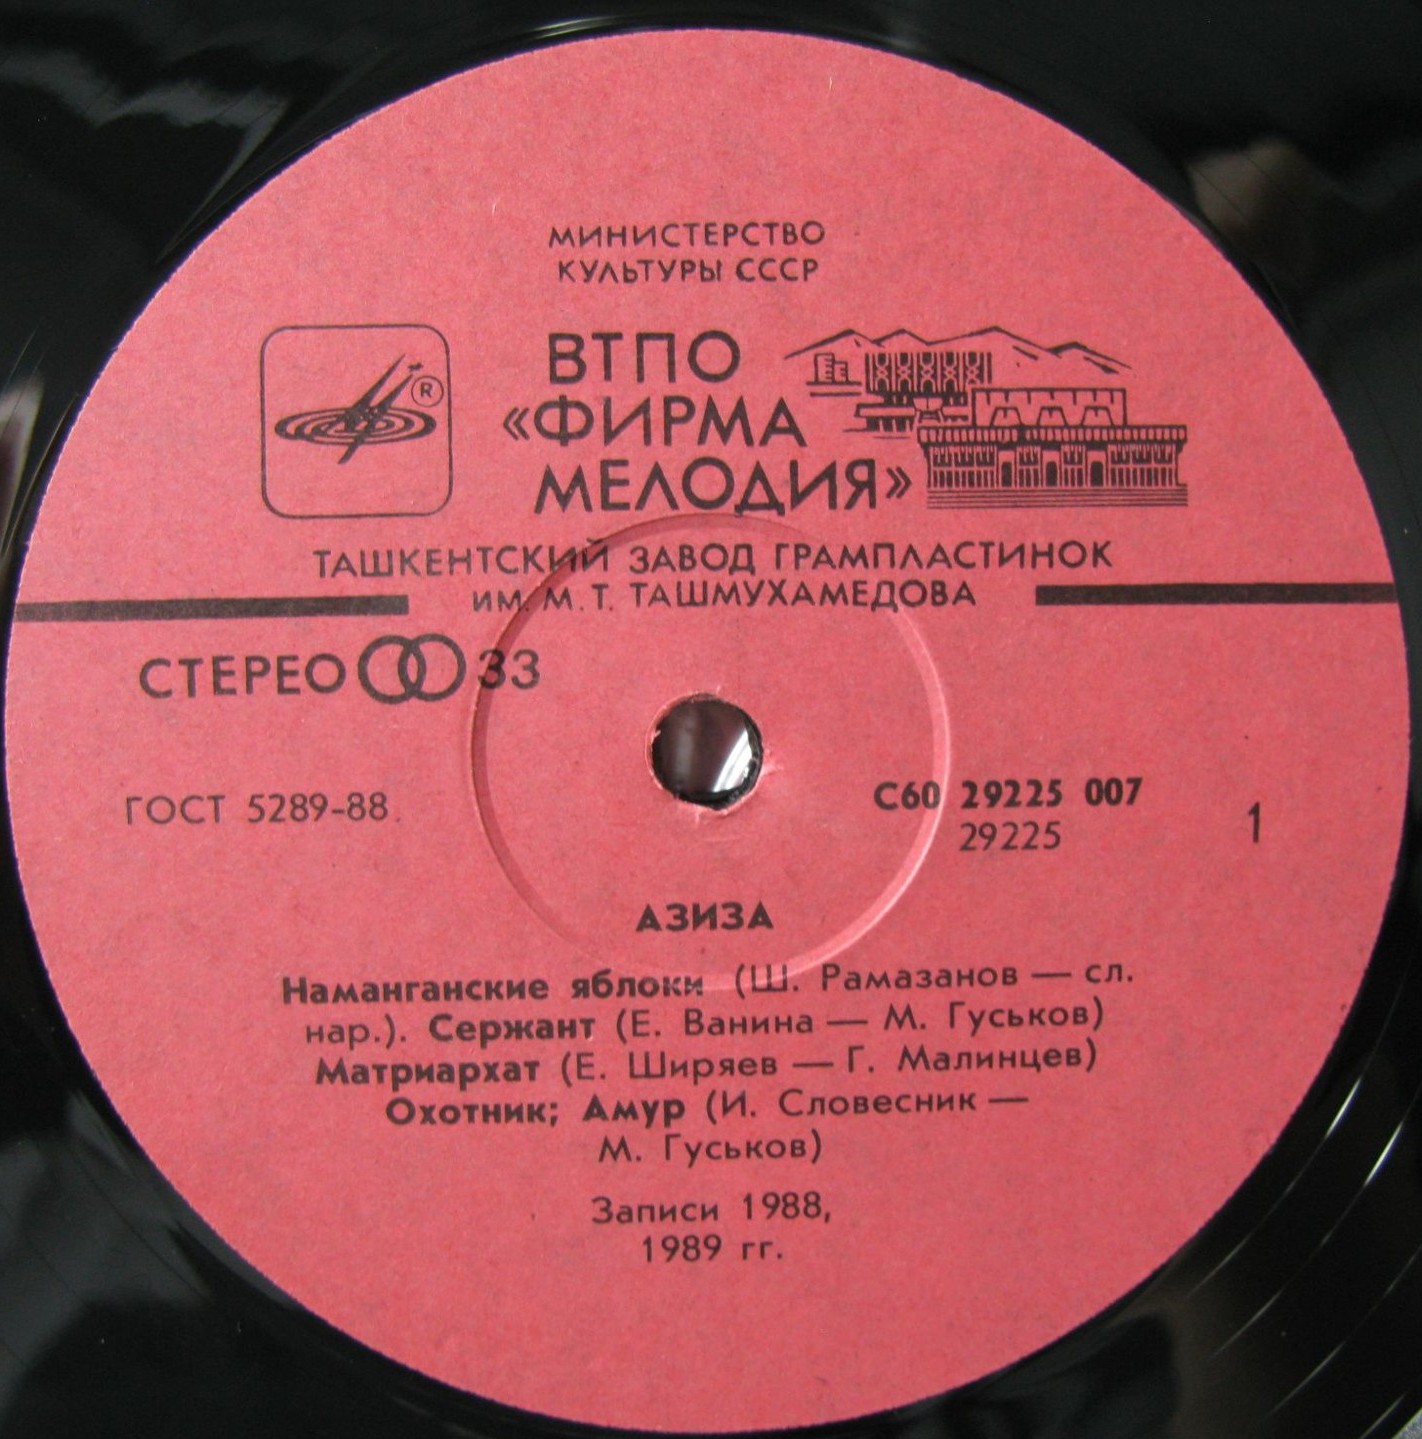 МИНИСТЕРСТВО
КУЛЬТУРЫ СССР
ВТПО
«ФИРМА
МЕЛОДИЯ»
®
ТАШКЕНТСКИЙ ЗАВОД ГРАМПЛАСТИНОК
ИМ. М. Т. ТАШМУХАМЕДОВА
СТЕРЕО 33
ГОСТ 5289-88
С60 29225 007
29225
1
АЗИЗА
Наманганские яблоки (Ш. Рамазанов — сл.
нар.). Сержант (Е. Ванина — М. Гуськов)
Матриархат (Е. Ширяев — Г. Малинцев)
Охотник; Амур (И. Словесник —
М. Гуськов)
Записи 1988,
1989 гг.